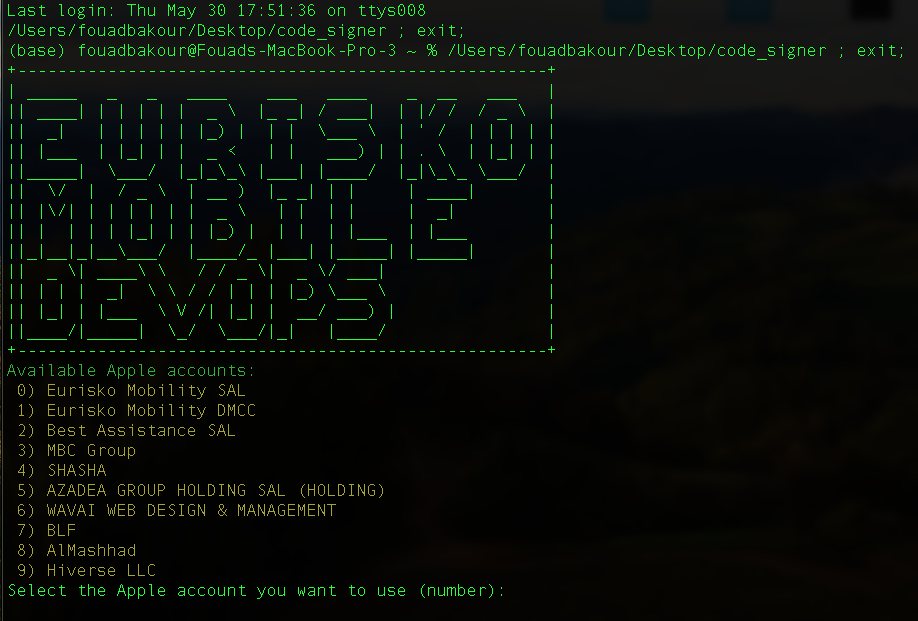 Last login: Thu May 30 17:51:36 on ttys008
/Users/fouadbakour/Desktop/code_signer ; exit;
(base) fouadbakour@Fouads-MacBook-Pro-3 ~ % /Users/fouadbakour/Desktop/code_signer ; exit;
EURISKO
MOBILE
DEVOPS
Available Apple accounts:
0) Eurisko Mobility SAL
1) Eurisko Mobility DMCC
2) Best Assistance SAL
3) MBC Group
4) SHASHA
5) AZADEA GROUP HOLDING SAL (HOLDING)
6) WAVAI WEB DESIGN & MANAGEMENT
7) BLF
8) AlMashhad
9) Hiverse LLC
Select the Apple account you want to use (number):